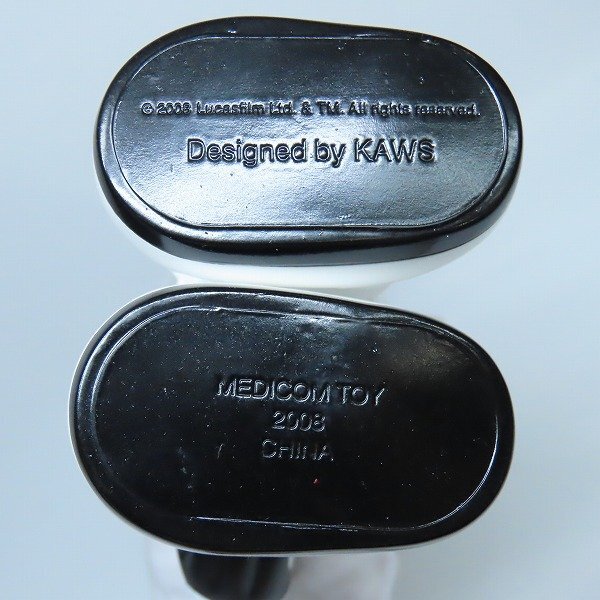 © 2008 Lucasfilm Ltd. & TM. All rights reserved.
Designed by KAWS
MEDICOM TOY
2008
CHINA